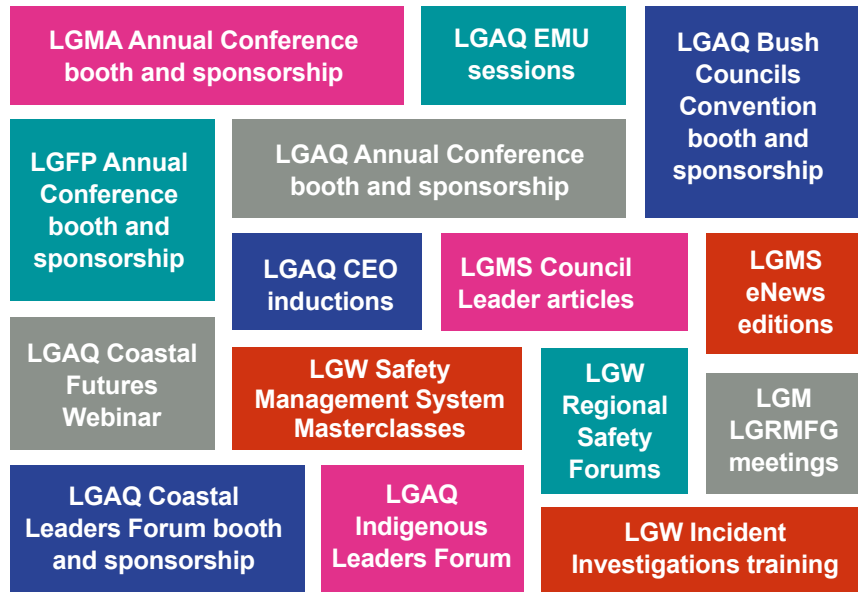 LGMA Annual Conference
booth and sponsorship
LGAQ EMU
sessions
LGAQ Bush
Councils
Convention
booth and
sponsorship
LGFP Annual
Conference
booth and
sponsorship
LGAQ Annual Conference
booth and sponsorship
LGAQ CEO
inductions
LGMS Council
Leader articles
LGMS
eNews
editions
LGAQ Coastal
Futures
Webinar
LGW Safety
Management System
Masterclasses
LGW
Regional
Safety
Forums
LGM
LGRMFG
meetings
LGAQ Coastal
Leaders Forum booth
and sponsorship
LGAQ
Indigenous
Leaders Forum
LGW Incident
Investigations training